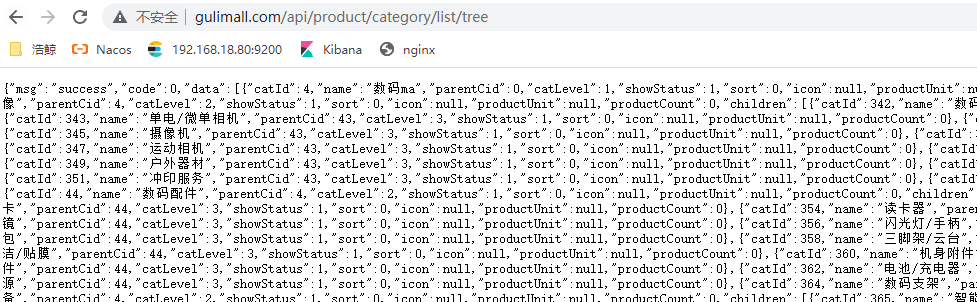 不安全 | gulimall.com/api/product/category/list/tree
浩鲸 Nacos 192.168.18.80:9200 Kibana nginx
{"msg":"success","code":0,"data":[{"catId":4,"name":"数码ma","parentCid":0,"catLevel":1,"showStatus":1,"sort":0,"icon":null,"productUnit":nul
像","parentCid":4,"catLevel":2,"showStatus":1,"sort":0,"icon":null,"productUnit":null,"productCount":0,"children":[{"catId":342,"name":"数码
{"catId":343,"name":"单电/微单相机","parentCid":43,"catLevel":3,"showStatus":1,"sort":0,"icon":null,"productUnit":null,"productCount":0},{"c
{"catId":345,"name":"摄像机","parentCid":43,"catLevel":3,"showStatus":1,"sort":0,"icon":null,"productUnit":null,"productCount":0},{"catId":3
{"catId":347,"name":"运动相机","parentCid":43,"catLevel":3,"showStatus":1,"sort":0,"icon":null,"productUnit":null,"productCount":0},{"catId
{"catId":349,"name":"户外器材","parentCid":43,"catLevel":3,"showStatus":1,"sort":0,"icon":null,"productUnit":null,"productCount":0},{"catId
{"catId":351,"name":"冲印服务","parentCid":43,"catLevel":3,"showStatus":1,"sort":0,"icon":null,"productUnit":null,"productCount":0},{"catId
{"catId":44,"name":"数码配件","parentCid":4,"catLevel":2,"showStatus":1,"sort":0,"icon":null,"productUnit":null,"productCount":0,"children"
卡","parentCid":44,"catLevel":3,"showStatus":1,"sort":0,"icon":null,"productUnit":null,"productCount":0},{"catId":354,"name":"读卡器","pare
镜","parentCid":44,"catLevel":3,"showStatus":1,"sort":0,"icon":null,"productUnit":null,"productCount":0},{"catId":356,"name":"闪光灯/手柄",
包","parentCid":44,"catLevel":3,"showStatus":1,"sort":0,"icon":null,"productUnit":null,"productCount":0},{"catId":358,"name":"三脚架/云台",
洁/贴膜","parentCid":44,"catLevel":3,"showStatus":1,"sort":0,"icon":null,"productUnit":null,"productCount":0},{"catId":360,"name":"机身附件
件","parentCid":44,"catLevel":3,"showStatus":1,"sort":0,"icon":null,"productUnit":null,"productCount":0},{"catId":362,"name":"电池/充电器",
源","parentCid":44,"catLevel":3,"showStatus":1,"sort":0,"icon":null,"productUnit":null,"productCount":0},{"catId":364,"name":"数码支架","pa
备","parentCid":4,"catLevel":2,"showStatus":1,"sort":0,"icon":null,"productUnit":null,"productCount":0,"children":[{"catId":365,"name":